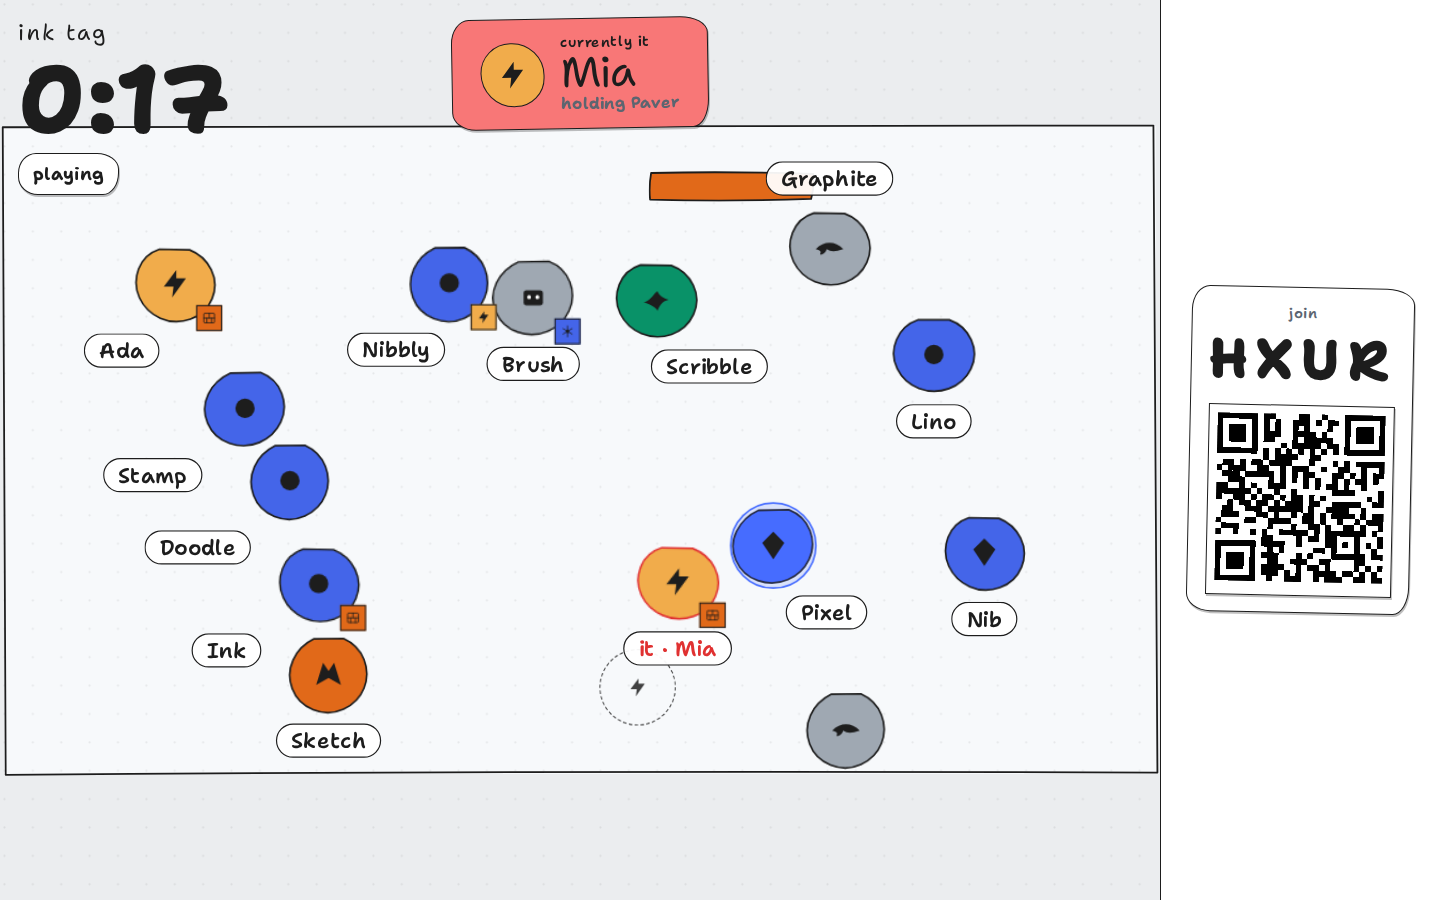 ink tag
0:17
currently it
Mia
holding Paver
playing
Graphite
Ada
Nibbly
Brush
Scribble
Lino
Stamp
Doodle
Pixel
Nib
Ink
it · Mia
Sketch
join
HXUR